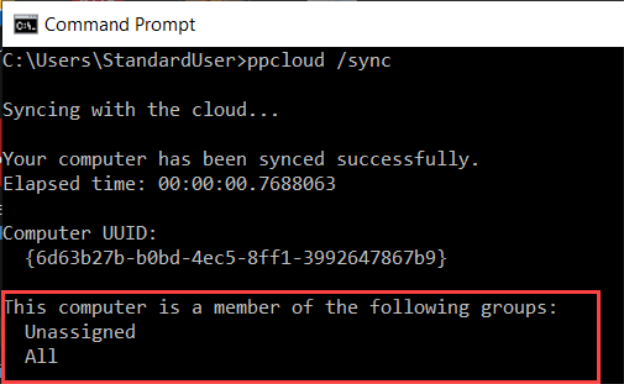 Command Prompt
C:\Users\StandardUser>ppcloud /sync
Syncing with the cloud...
Your computer has been synced successfully.
Elapsed time: 00:00:00.7688063
Computer UUID:
{6d63b27b-b0bd-4ec5-8ff1-3992647867b9}
This computer is a member of the following groups:
Unassigned
All